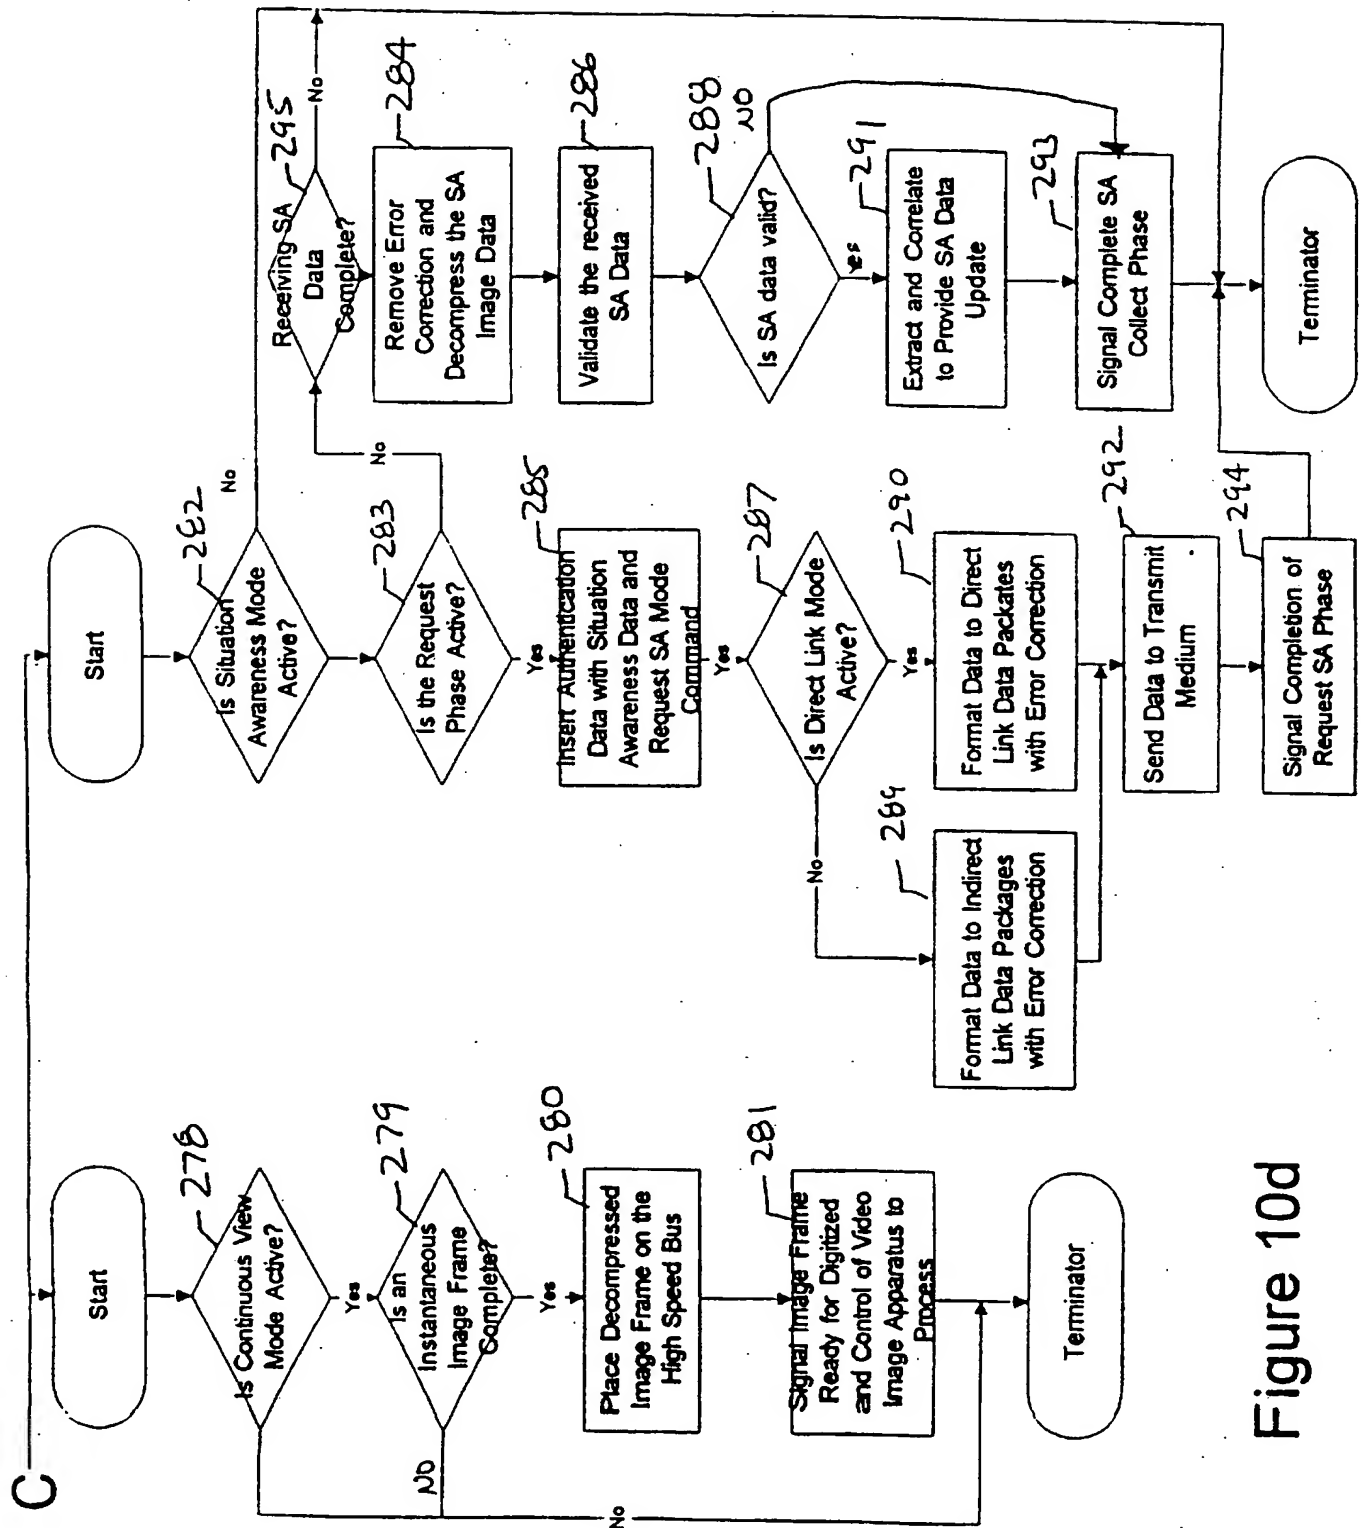 C
Start
278
Is Continuous View
Mode Active?
Yes
279
Is an
Instantaneous
Image Frame
Complete?
NO
Yes
280
Place Decompressed
Image Frame on the
High Speed Bus
281
Signal Image Frame
Ready for Digitized
and Control of Video
Image Apparatus to
Process
No
Terminator
Start
282
Is Situation
Awareness Mode
Active?
No
283
Is the Request
Phase Active?
No
Yes
285
Insert Authentication
Data with Situation
Awareness Data and
Request SA Mode
Command
Yes
287
Is Direct Link Mode
Active?
No
Yes
289
Format Data to Indirect
Link Data Packages
with Error Correction
290
Format Data to Direct
Link Data Packates
with Error Correction
292
Send Data to Transmit
Medium
294
Signal Completion of
Request SA Phase
295
Receiving SA
Data
Complete?
No
284
Remove Error
Correction and
Decompress the SA
Image Data
286
Validate the received
SA Data
288
Is SA data valid?
NO
Yes
291
Extract and Correlate
to Provide SA Data
Update
293
Signal Complete SA
Collect Phase
Terminator
Figure 10d